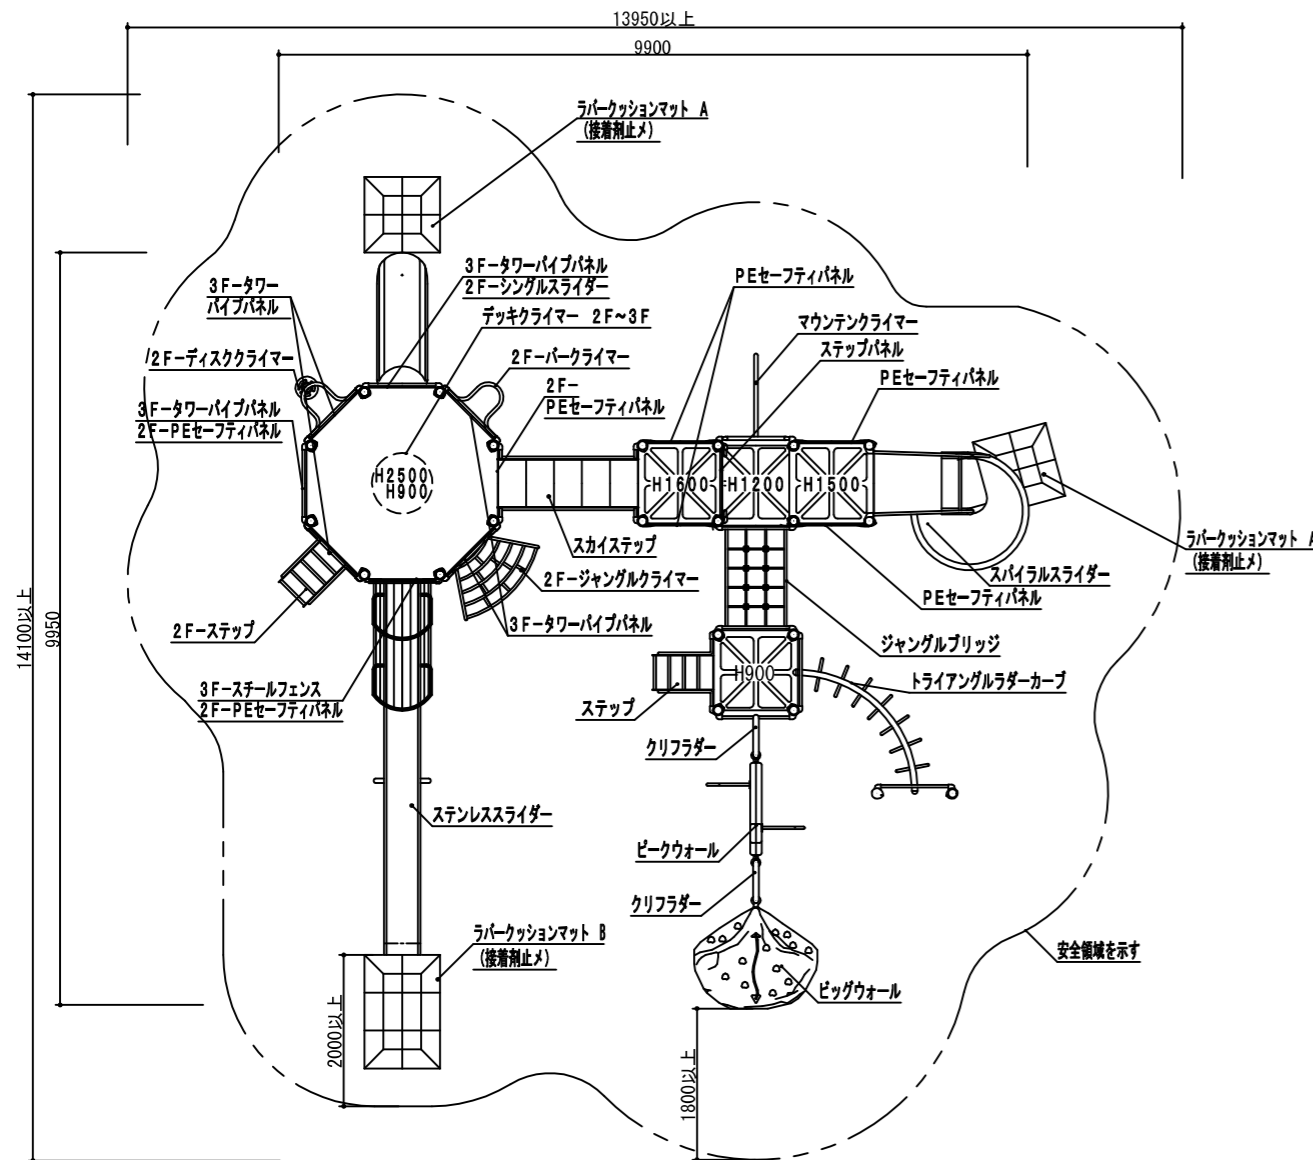 13950以上
9900
ラバークッションマット A
(接着剤止メ)
3F-タワーパイプパネル
2F-シングルスライダー
デッキクライマー 2F~3F
3F-タワー
パイプパネル
2F-ディスククライマー
2F-バークライマー
3F-タワーパイプパネル
2F-PEセーフティパネル
2F-
PEセーフティパネル
PEセーフティパネル
マウンテンクライマー
ステップパネル
PEセーフティパネル
H2500
H900
H1600
H1200
H1500
スカイステップ
2F-ジャングルクライマー
ラバークッションマット A
(接着剤止メ)
スパイラルスライダー
PEセーフティパネル
2F-ステップ
3F-タワーパイプパネル
ジャングルブリッジ
14100以上
9950
H900
トライアングルラダーカーブ
3F-スチールフェンス
2F-PEセーフティパネル
ステップ
クリフラダー
ステンレススライダー
ピークウォール
クリフラダー
ラバークッションマット B
(接着剤止メ)
安全領域を示す
ビッグウォール
2000以上
1800以上